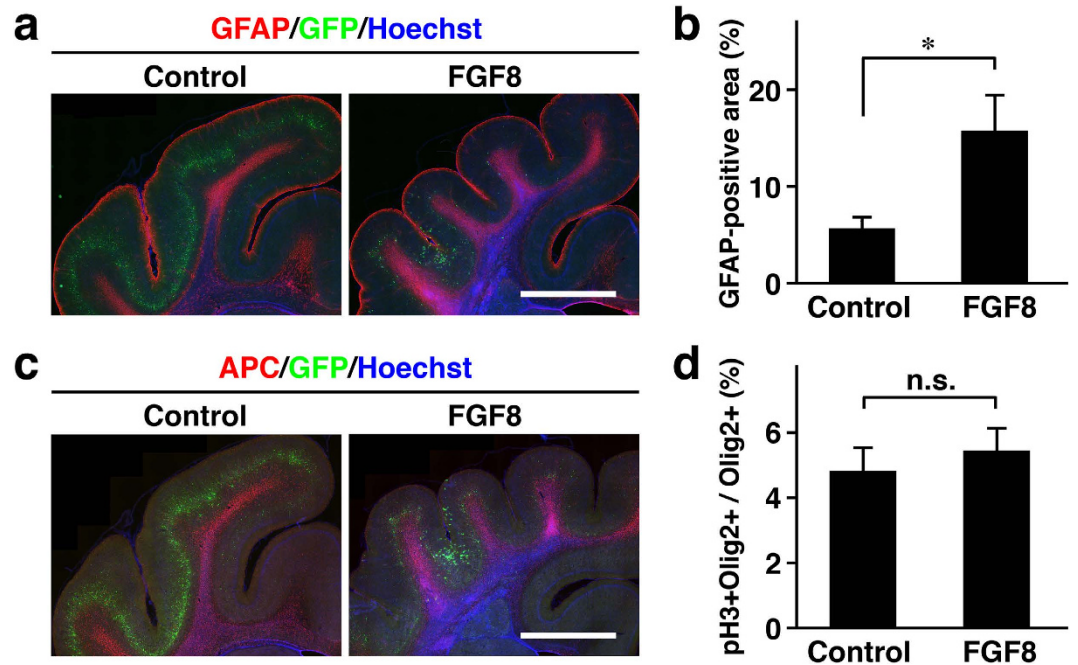 a
GFAP/GFP/Hoechst
Control
FGF8
b
GFAP-positive area (%)
20
10
0
*
Control
FGF8
c
APC/GFP/Hoechst
Control
FGF8
d
pH3+Olig2+ / Olig2+ (%)
6
4
2
0
n.s.
Control
FGF8